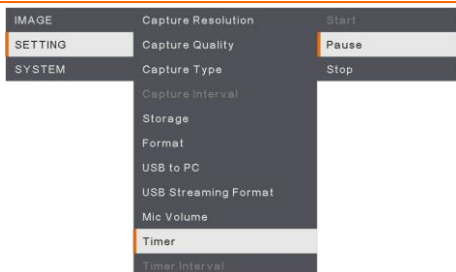 IMAGE
SETTING
SYSTEM
Capture Resolution
Capture Quality
Capture Type
Capture Interval
Storage
Format
USB to PC
USB Streaming Format
Mic Volume
Timer
Timer Interval
Start
Pause
Stop